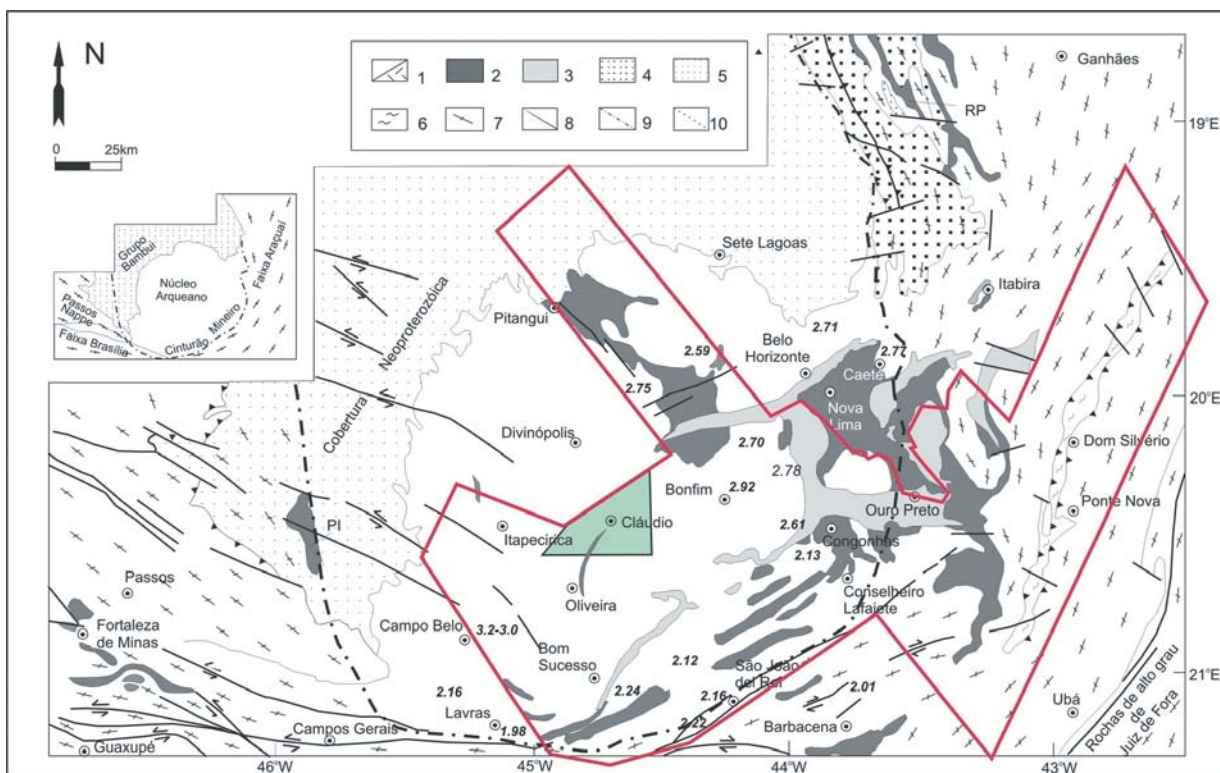 N
0 25km
1 2 3 4 5
6 7 8 9 10
Ganhães
RP
19°E
Grupo
Bambuí
Núcleo
Arqueano
Faixa Araçuaí
Passos
Nappe
Faixa Brasília
Cinturão
Mineiro
Sete Lagoas
Itabira
Pitangui
Neoproterozóica
Cobertura
2.71
2.59
Belo
Horizonte
2.77
Caeté
2.75
Nova
Lima
20°E
Divinópolis
2.70
2.78
Dom Silvério
Bonfim
2.92
Ouro Preto
Ponte Nova
PI
Cláudio
Itapecirica
2.61
Congonhas
2.13
Passos
Oliveira
Conselheiro
Lafaiete
Fortaleza
de Minas
Campo Belo
3.2-3.0
Bom
Sucesso
2.12
São João
del Rei
21°E
2.16
2.24
2.16
2.01
Ubá
Lavras
1.98
2.22
Barbacena
Campos Gerais
Guaxupé
Rochas de alto grau
de
Juiz de Fora
46°W
45°W
44°W
43°W